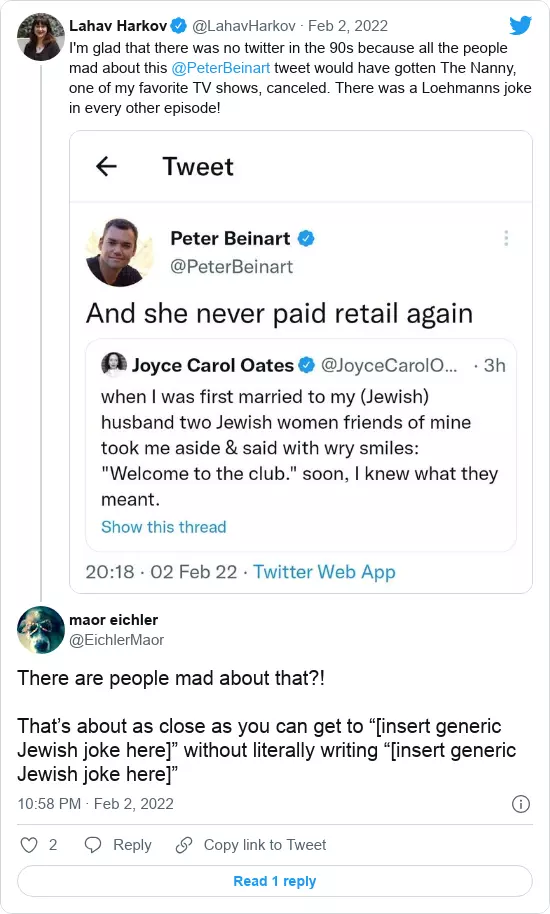 Lahav Harkov @LahavHarkov · Feb 2, 2022
I'm glad that there was no twitter in the 90s because all the people
mad about this @PeterBeinart tweet would have gotten The Nanny,
one of my favorite TV shows, canceled. There was a Loehmanns joke
in every other episode!
Tweet
Peter Beinart
@PeterBeinart
And she never paid retail again
Joyce Carol Oates @JoyceCarolO... · 3h
when I was first married to my (Jewish)
husband two Jewish women friends of mine
took me aside & said with wry smiles:
"Welcome to the club." soon, I knew what they
meant.
Show this thread
20:18 · 02 Feb 22 · Twitter Web App
maor eichler
@EichlerMaor
There are people mad about that?!
That’s about as close as you can get to “[insert generic
Jewish joke here]” without literally writing “[insert generic
Jewish joke here]”
10:58 PM · Feb 2, 2022
2 Reply Copy link to Tweet
Read 1 reply